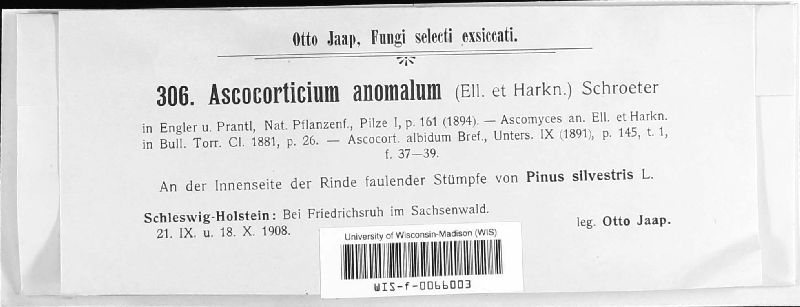 Otto Jaap, Fungi selecti exsiccati.
306. Ascocorticium anomalum (Ell. et Harkn.) Schroeter
in Engler u. Prantl, Nat. Pflanzenf., Pilze I, p. 161 (1894). — Ascomyces an. Ell. et Harkn.
in Bull. Torr. Cl. 1881, p. 26. — Ascocort. albidum Bref., Unters. IX (1891), p. 145, t. 1,
f. 37—39.
An der Innenseite der Rinde faulender Stümpfe von Pinus silvestris L.
Schleswig-Holstein: Bei Friedrichsruh im Sachsenwald.
21. IX. u. 18. X. 1908.
leg. Otto Jaap.
University of Wisconsin-Madison (WIS)
WIS-f-0066003